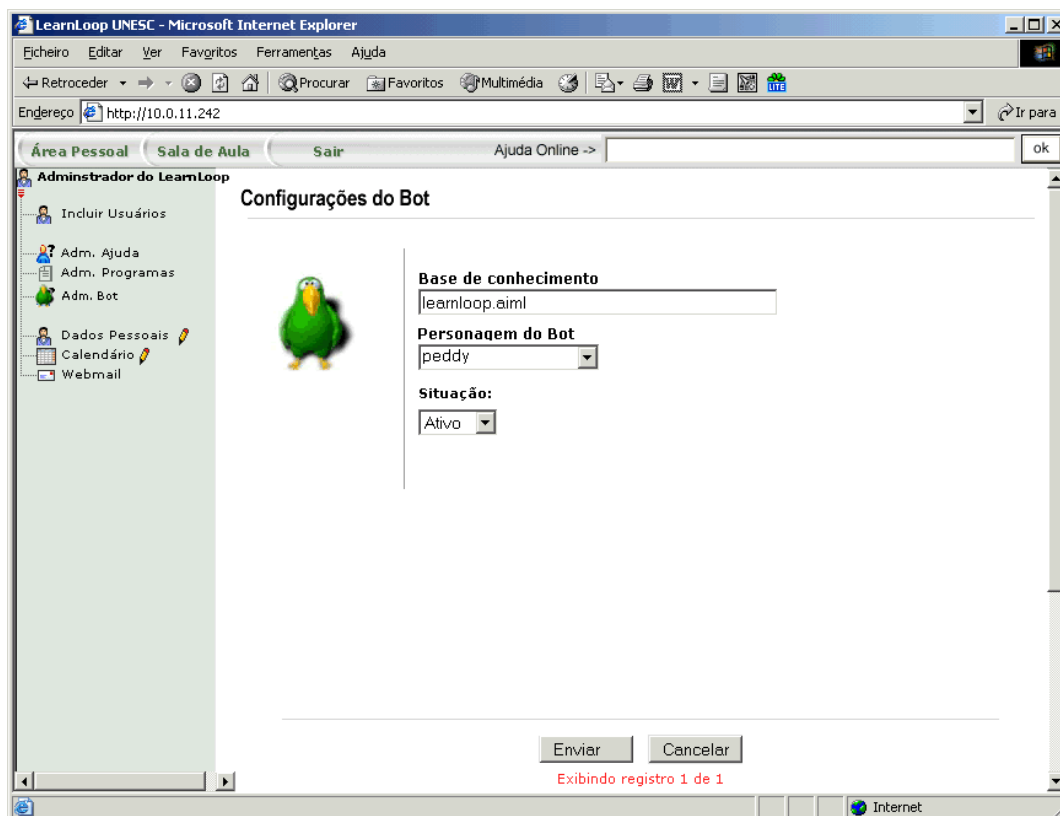 LearnLoop UNESC - Microsoft Internet Explorer
Ficheiro Editar Ver Favoritos Ferramentas Ajuda
Retroceder Procurar Favoritos Multimédia LITE
Endereço http://10.0.11.242 Ir para
Área Pessoal Sala de Aula Sair Ajuda Online -> ok
Adminstrador do LearnLoop
Incluir Usuários
Adm. Ajuda
Adm. Programas
Adm. Bot
Dados Pessoais
Calendário
Webmail
Configurações do Bot
Base de conhecimento
learnloop.aiml
Personagem do Bot
peddy
Situação:
Ativo
Enviar Cancelar
Exibindo registro 1 de 1
Internet